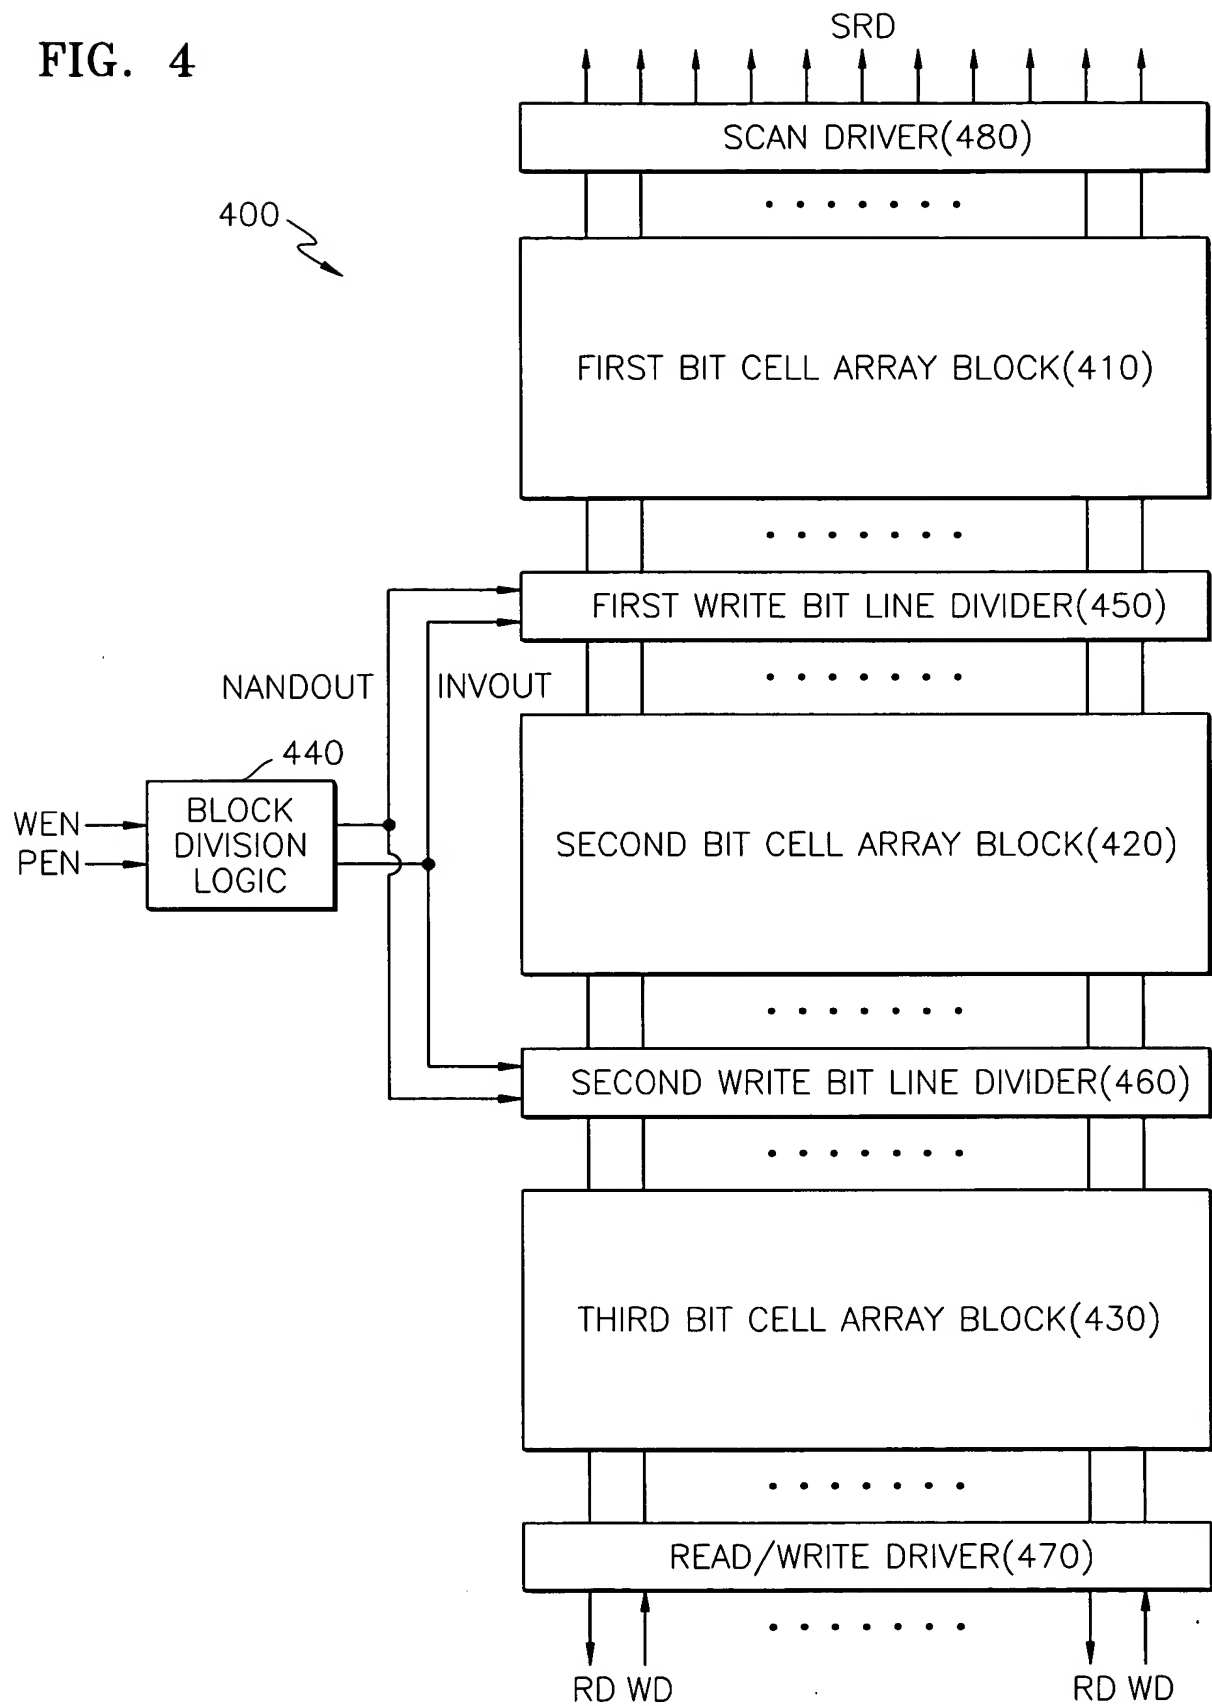 FIG. 4
SRD
SCAN DRIVER(480)
400
FIRST BIT CELL ARRAY BLOCK(410)
FIRST WRITE BIT LINE DIVIDER(450)
NANDOUT
INVOUT
440
WEN
PEN
BLOCK
DIVISION
LOGIC
SECOND BIT CELL ARRAY BLOCK(420)
SECOND WRITE BIT LINE DIVIDER(460)
THIRD BIT CELL ARRAY BLOCK(430)
READ/WRITE DRIVER(470)
RD WD
RD WD